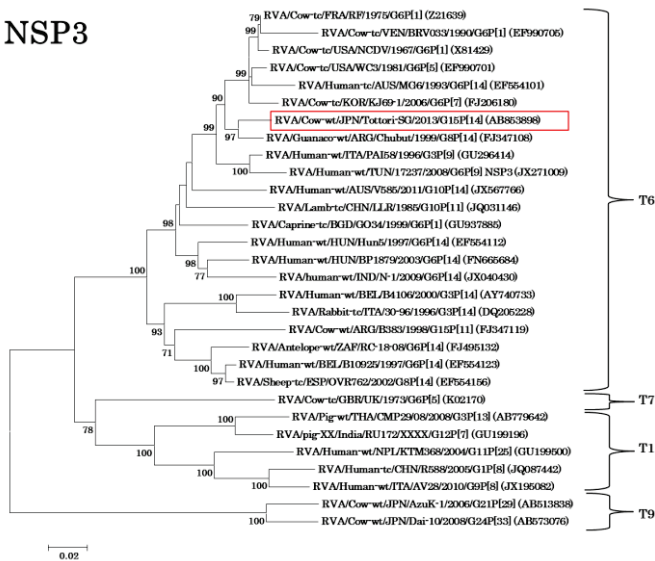 NSP3
79
RVA/Cow-tc/FRA/RF/1975/G6P[1] (Z21639)
99
RVA/Cow-tc/VEN/BRV033/1990/G6P[1] (EF990705)
RVA/Cow-tc/USA/NCDV/1967/G6P[1] (X81429)
RVA/Cow-tc/USA/WC3/1981/G6P[5] (EF990701)
99
RVA/Human-tc/AUS/MG6/1993/G6P[14] (EF554101)
90
RVA/Cow-tc/KOR/KJ69-1/2006/G6P[7] (FJ206180)
RVA/Cow-wt/JPN/Tottori-SG/2013/G15P[14] (AB853898)
99
97
RVA/Guanaco-wt/ARG/Chubut/1999/G8P[14] (FJ347108)
RVA/Human-wt/ITA/PAI58/1996/G3P[9] (GU296414)
100
RVA/Human-wt/TUN/17237/2008/G6P[9] NSP3 (JX271009)
RVA/Human-wt/AUS/V585/2011/G10P[14] (JX567766)
T6
RVA/Lamb-tc/CHN/LLR/1985/G10P[11] (JQ031146)
98
RVA/Caprine-tc/BGD/GO34/1999/G6P[1] (GU937885)
RVA/Human-wt/HUN/Hun5/1997/G6P[14] (EF554112)
98
RVA/Human-wt/HUN/BP1879/2003/G6P[14] (FN665684)
100
77
RVA/human-wt/IND/N-1/2009/G6P[14] (JX040430)
RVA/Human-wt/BEL/B4106/2000/G3P[14] (AY740733)
100
RVA/Rabbit-tc/ITA/30-96/1996/G3P[14] (DQ205228)
93
RVA/Cow-wt/ARG/B383/1998/G15P[11] (FJ347119)
71
RVA/Antelope-wt/ZAF/RC-18-08/G6P[14] (FJ495132)
100
RVA/Human-wt/BEL/B10925/1997/G6P[14] (EF554123)
97
RVA/Sheep-tc/ESP/OVR762/2002/G8P[14] (EF554156)
RVA/Cow-tc/GBR/UK/1973/G6P[5] (K02170)
T7
78
RVA/Pig-wt/THA/CMP29/08/2008/G3P[13] (AB779642)
100
RVA/pig-XX/India/RU172/XXXX/G12P[7] (GU199196)
100
RVA/Human-wt/NPL/KTM368/2004/G11P[25] (GU199500)
T1
100
RVA/Human-tc/CHN/R588/2005/G1P[8] (JQ087442)
100
RVA/Human-wt/ITA/AV28/2010/G9P[8] (JX195082)
RVA/Cow-wt/JPN/AzuK-1/2006/G21P[29] (AB513838)
T9
100
RVA/Cow-wt/JPN/Dai-10/2008/G24P[33] (AB573076)
0.02